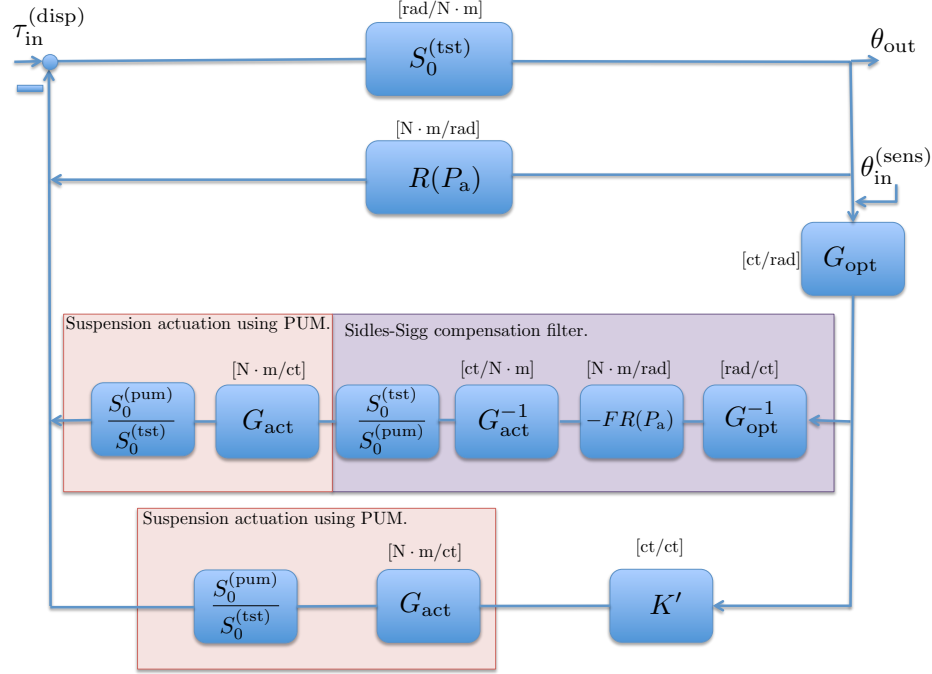 τ_in^(disp)
[rad/N · m]
S_0^(tst)
θ_out
[N · m/rad]
R(P_a)
θ_in^(sens)
[ct/rad]
G_opt
Suspension actuation using PUM.
Sidles-Sigg compensation filter.
[N · m/ct]
[ct/N · m]
[N · m/rad]
[rad/ct]
S_0^(pum) / S_0^(tst)
G_act
S_0^(tst) / S_0^(pum)
G_act^-1
-FR(P_a)
G_opt^-1
Suspension actuation using PUM.
[N · m/ct]
[ct/ct]
S_0^(pum) / S_0^(tst)
G_act
K′